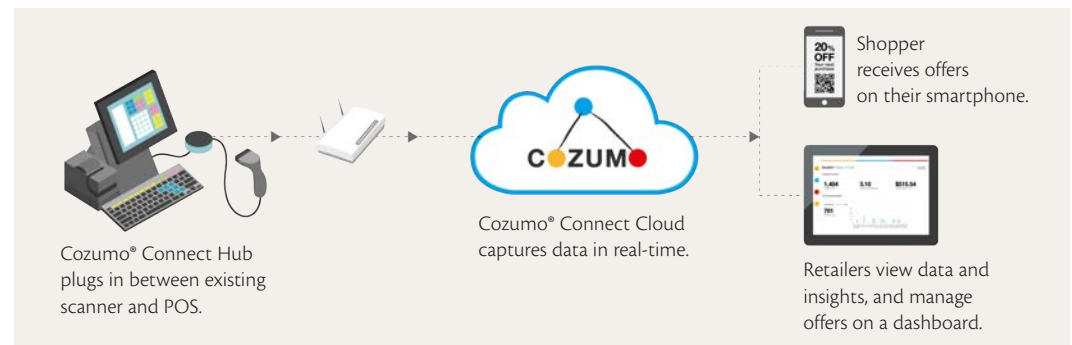 Cozumo® Connect Hub
plugs in between existing
scanner and POS.
COZUMO
Cozumo® Connect Cloud
captures data in real-time.
20%
OFF
Shopper
receives offers
on their smartphone.
1,404
3.10
$515.54
701
Retailers view data and
insights, and manage
offers on a dashboard.